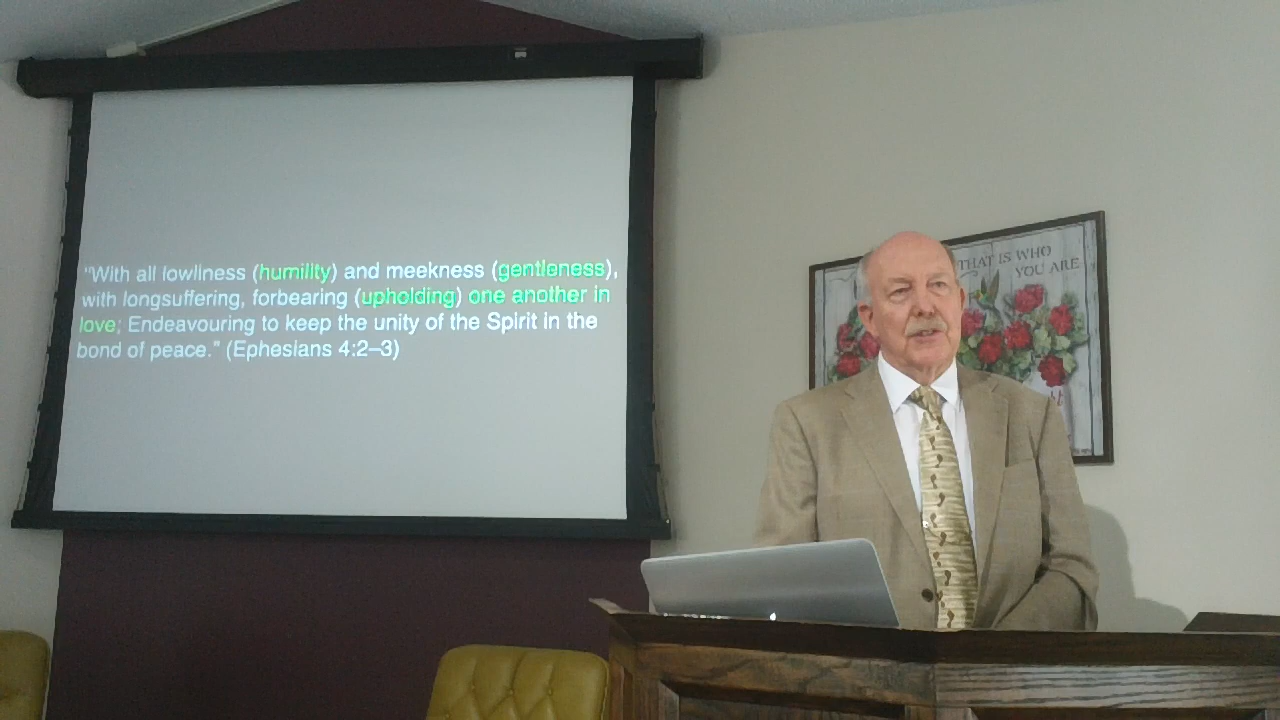 “With all lowliness (humility) and meekness (gentleness),
with longsuffering, forbearing (upholding) one another in
love; Endeavouring to keep the unity of the Spirit in the
bond of peace.” (Ephesians 4:2–3)
THAT IS WHO
YOU ARE